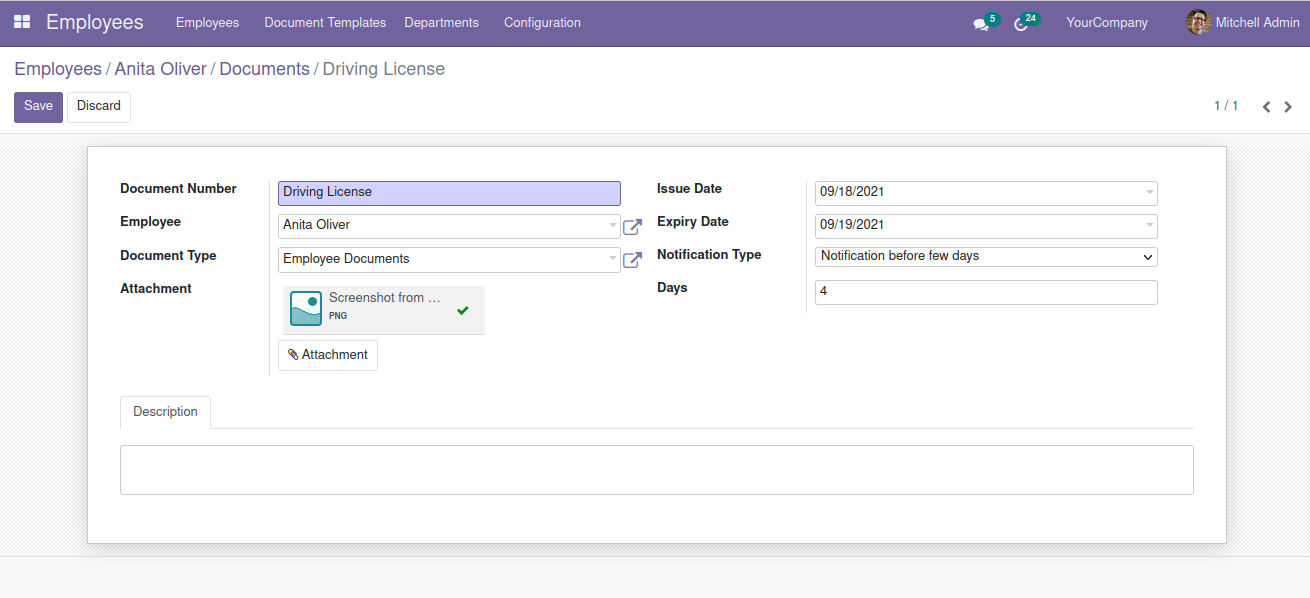 Employees Employees Document Templates Departments Configuration 5 24 YourCompany Mitchell Admin
Employees / Anita Oliver / Documents / Driving License
Save Discard 1 / 1
Document Number Driving License Issue Date 09/18/2021
Employee Anita Oliver Expiry Date 09/19/2021
Document Type Employee Documents Notification Type Notification before few days
Attachment Screenshot from ... Days 4
PNG
Attachment
Description